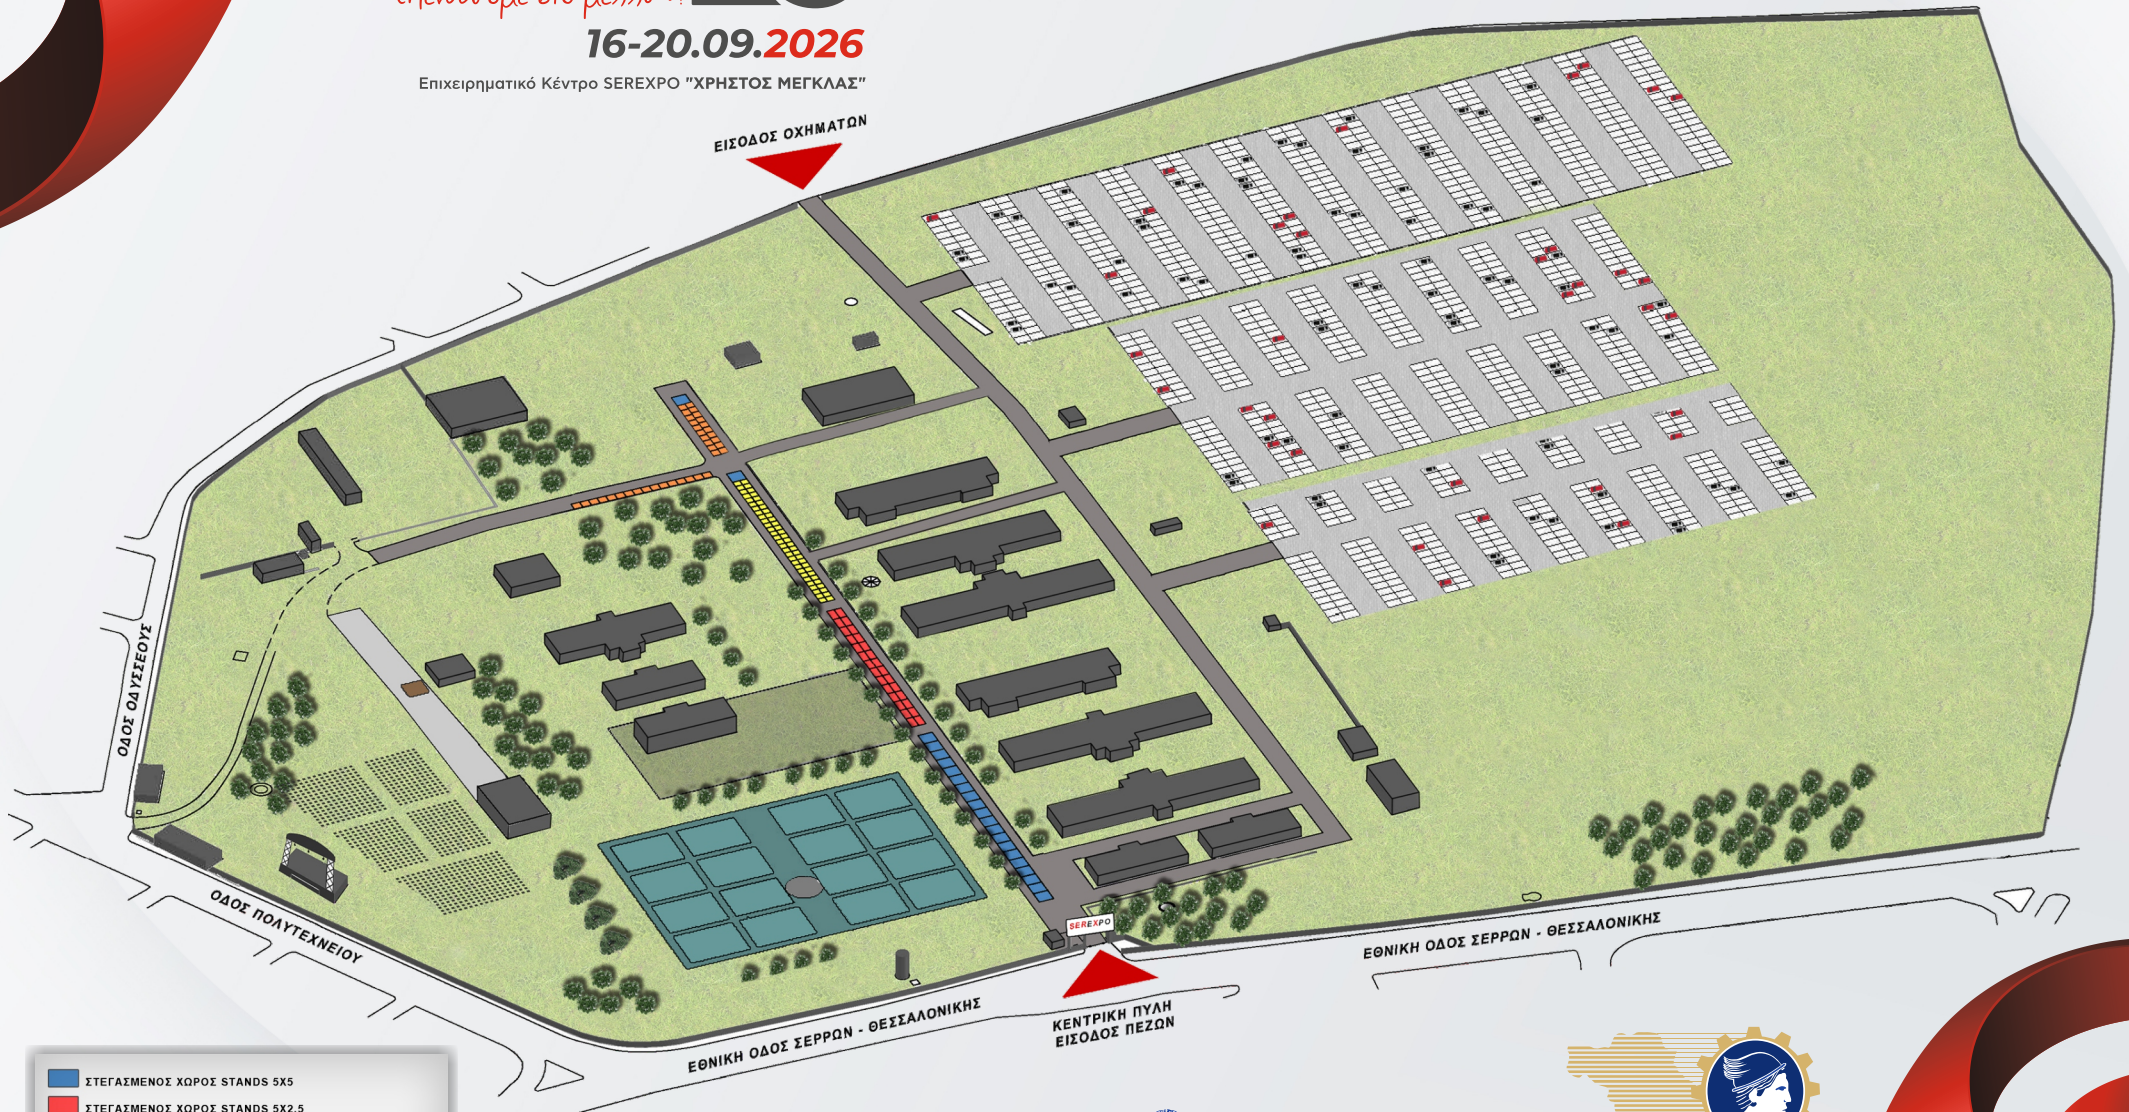 16-20.09.2026
Επιχειρηματικό Κέντρο SEREXPO "ΧΡΗΣΤΟΣ ΜΕΓΚΛΑΣ"
ΕΙΣΟΔΟΣ ΟΧΗΜΑΤΩΝ
ΟΔΟΣ ΟΔΥΣΣΕΟΥΣ
ΟΔΟΣ ΠΟΛΥΤΕΧΝΕΙΟΥ
SEREXPO
ΕΘΝΙΚΗ ΟΔΟΣ ΣΕΡΡΩΝ - ΘΕΣΣΑΛΟΝΙΚΗΣ
ΕΘΝΙΚΗ ΟΔΟΣ ΣΕΡΡΩΝ - ΘΕΣΣΑΛΟΝΙΚΗΣ
ΚΕΝΤΡΙΚΗ ΠΥΛΗ
ΕΙΣΟΔΟΣ ΠΕΖΩΝ
ΣΤΕΓΑΣΜΕΝΟΣ ΧΩΡΟΣ STANDS 5X5
ΣΤΕΓΑΣΜΕΝΟΣ ΧΩΡΟΣ STANDS 5X2.5